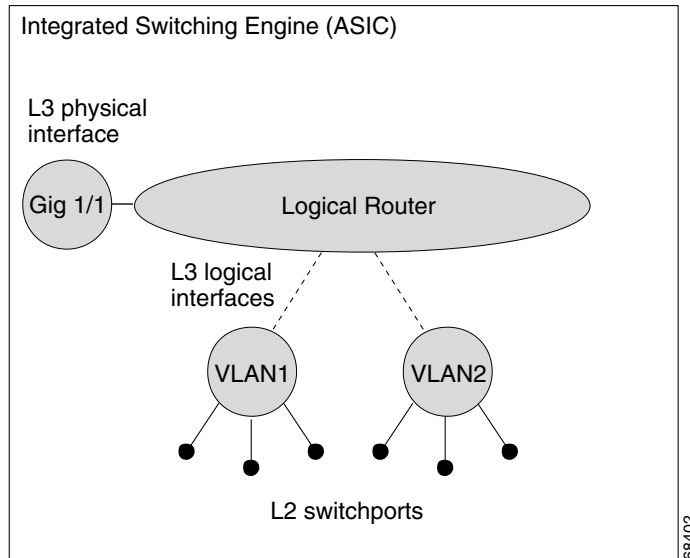 Integrated Switching Engine (ASIC)
L3 physical
interface
Gig 1/1
Logical Router
L3 logical
interfaces
VLAN1
VLAN2
L2 switchports
68402